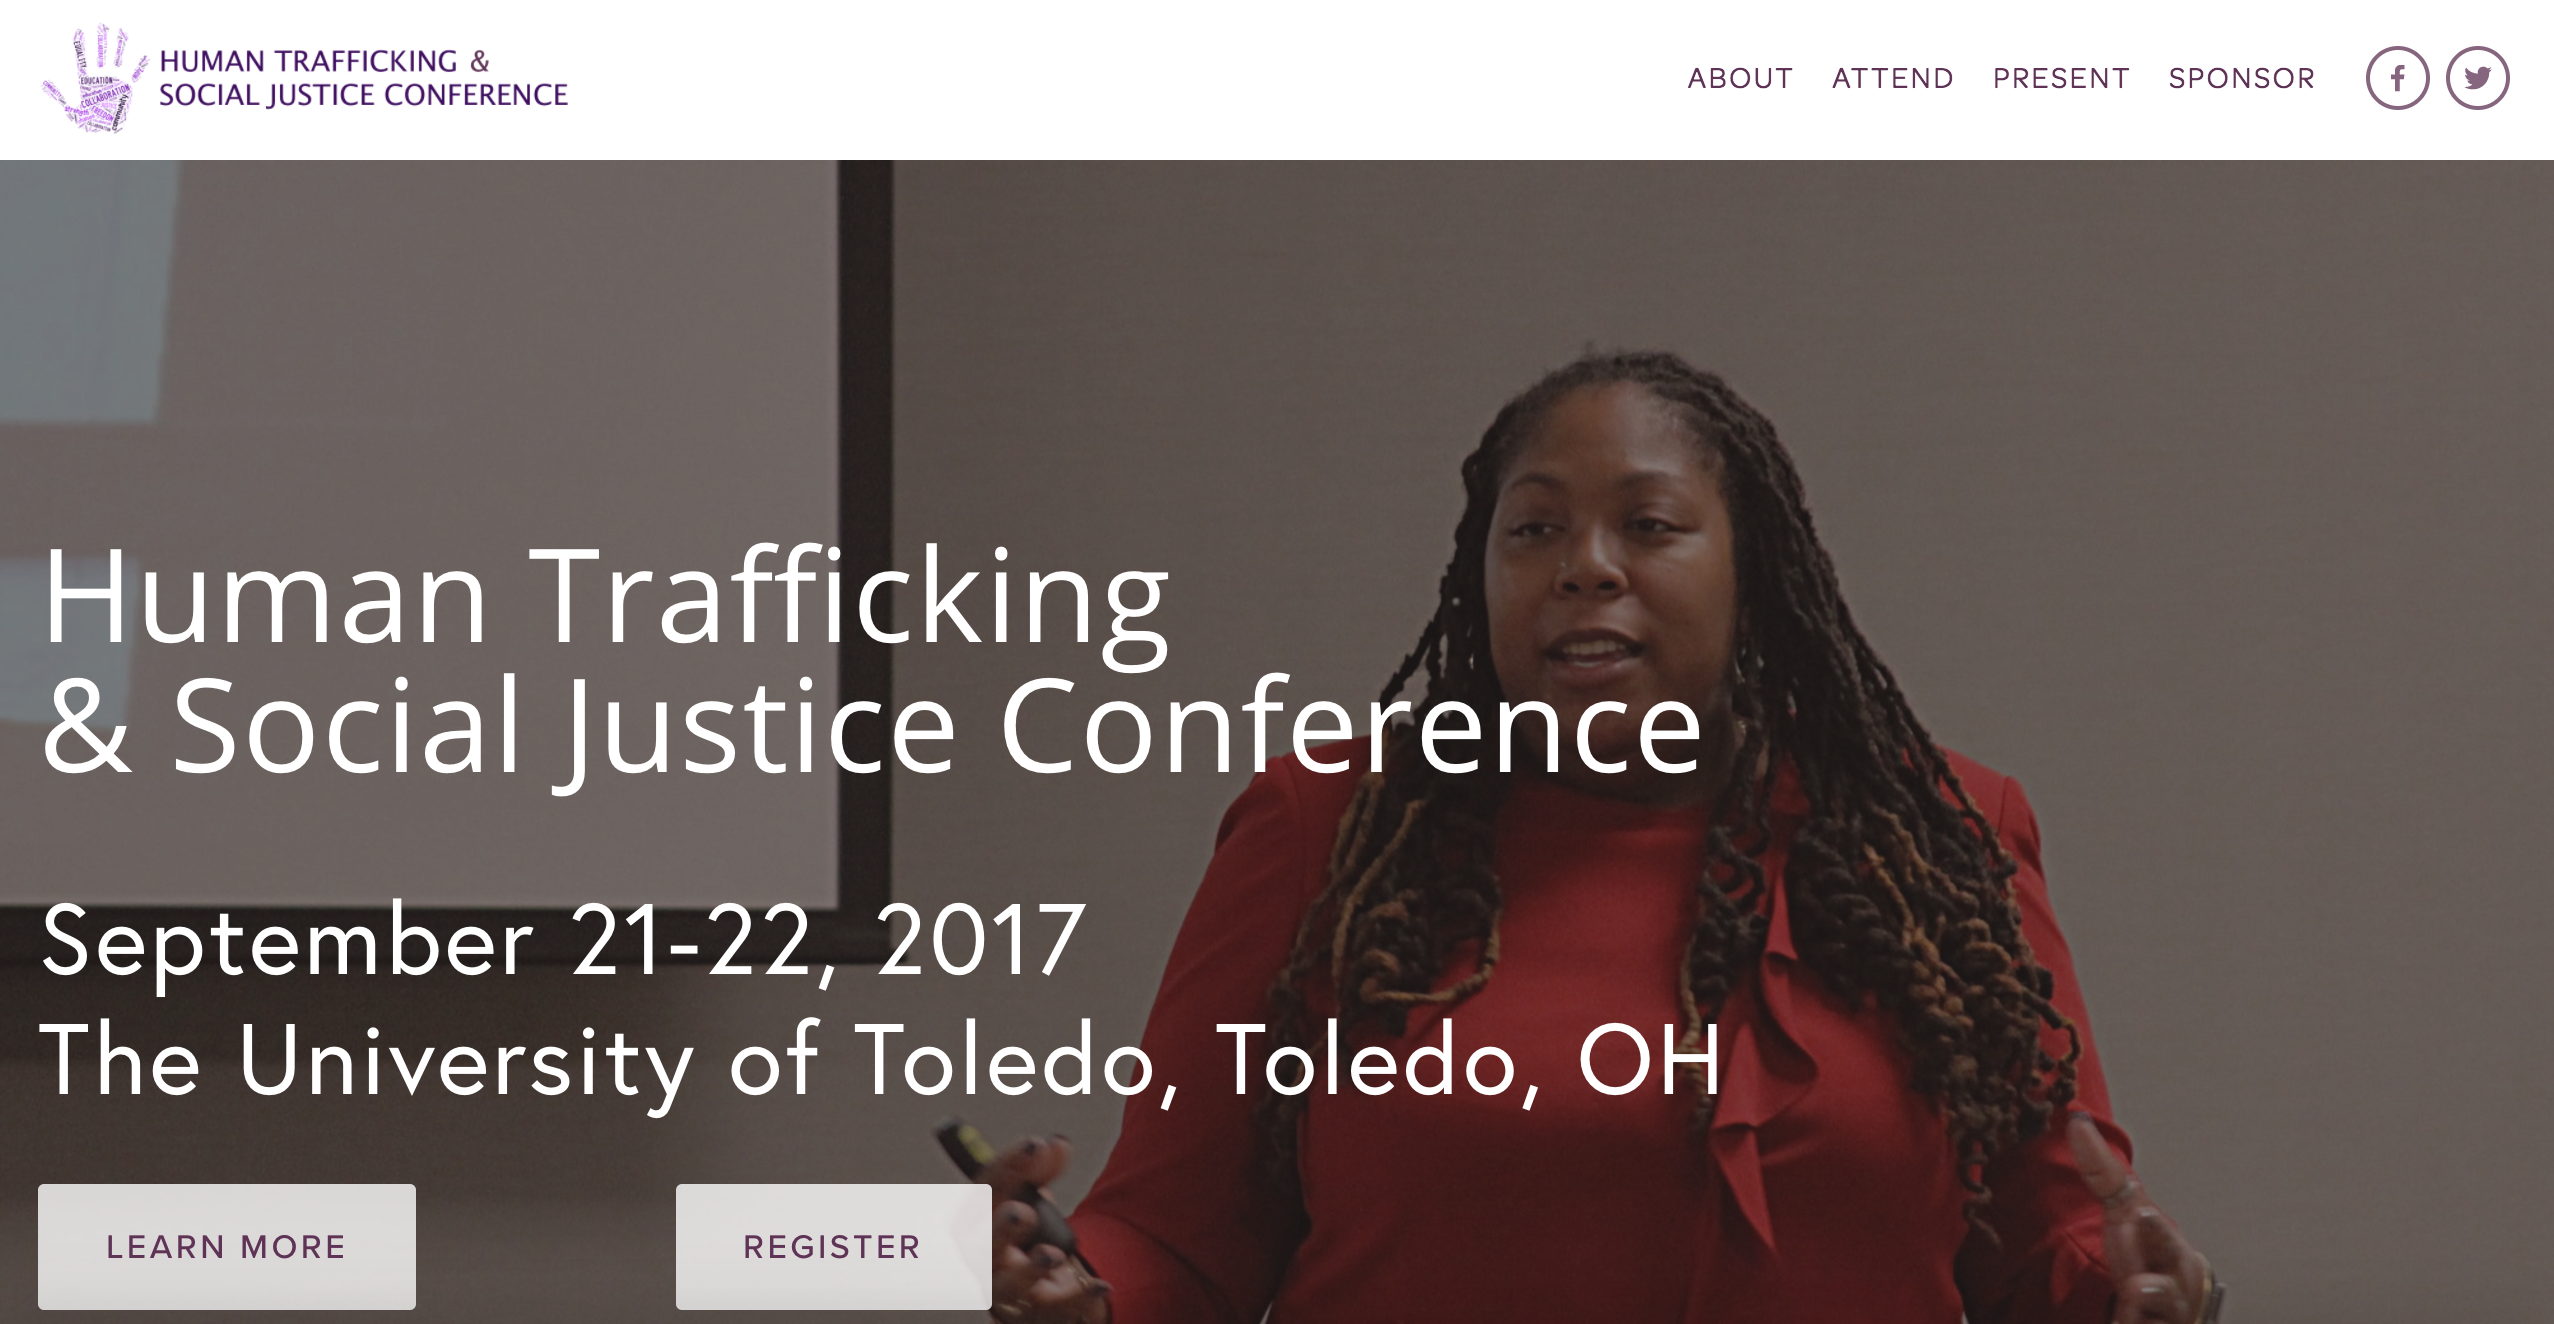 HUMAN TRAFFICKING &
SOCIAL JUSTICE CONFERENCE
EDUCATION
COLLABORATION
ABOUT ATTEND PRESENT SPONSOR
Human Trafficking
& Social Justice Conference
September 21-22, 2017
The University of Toledo, Toledo, OH
LEARN MORE REGISTER